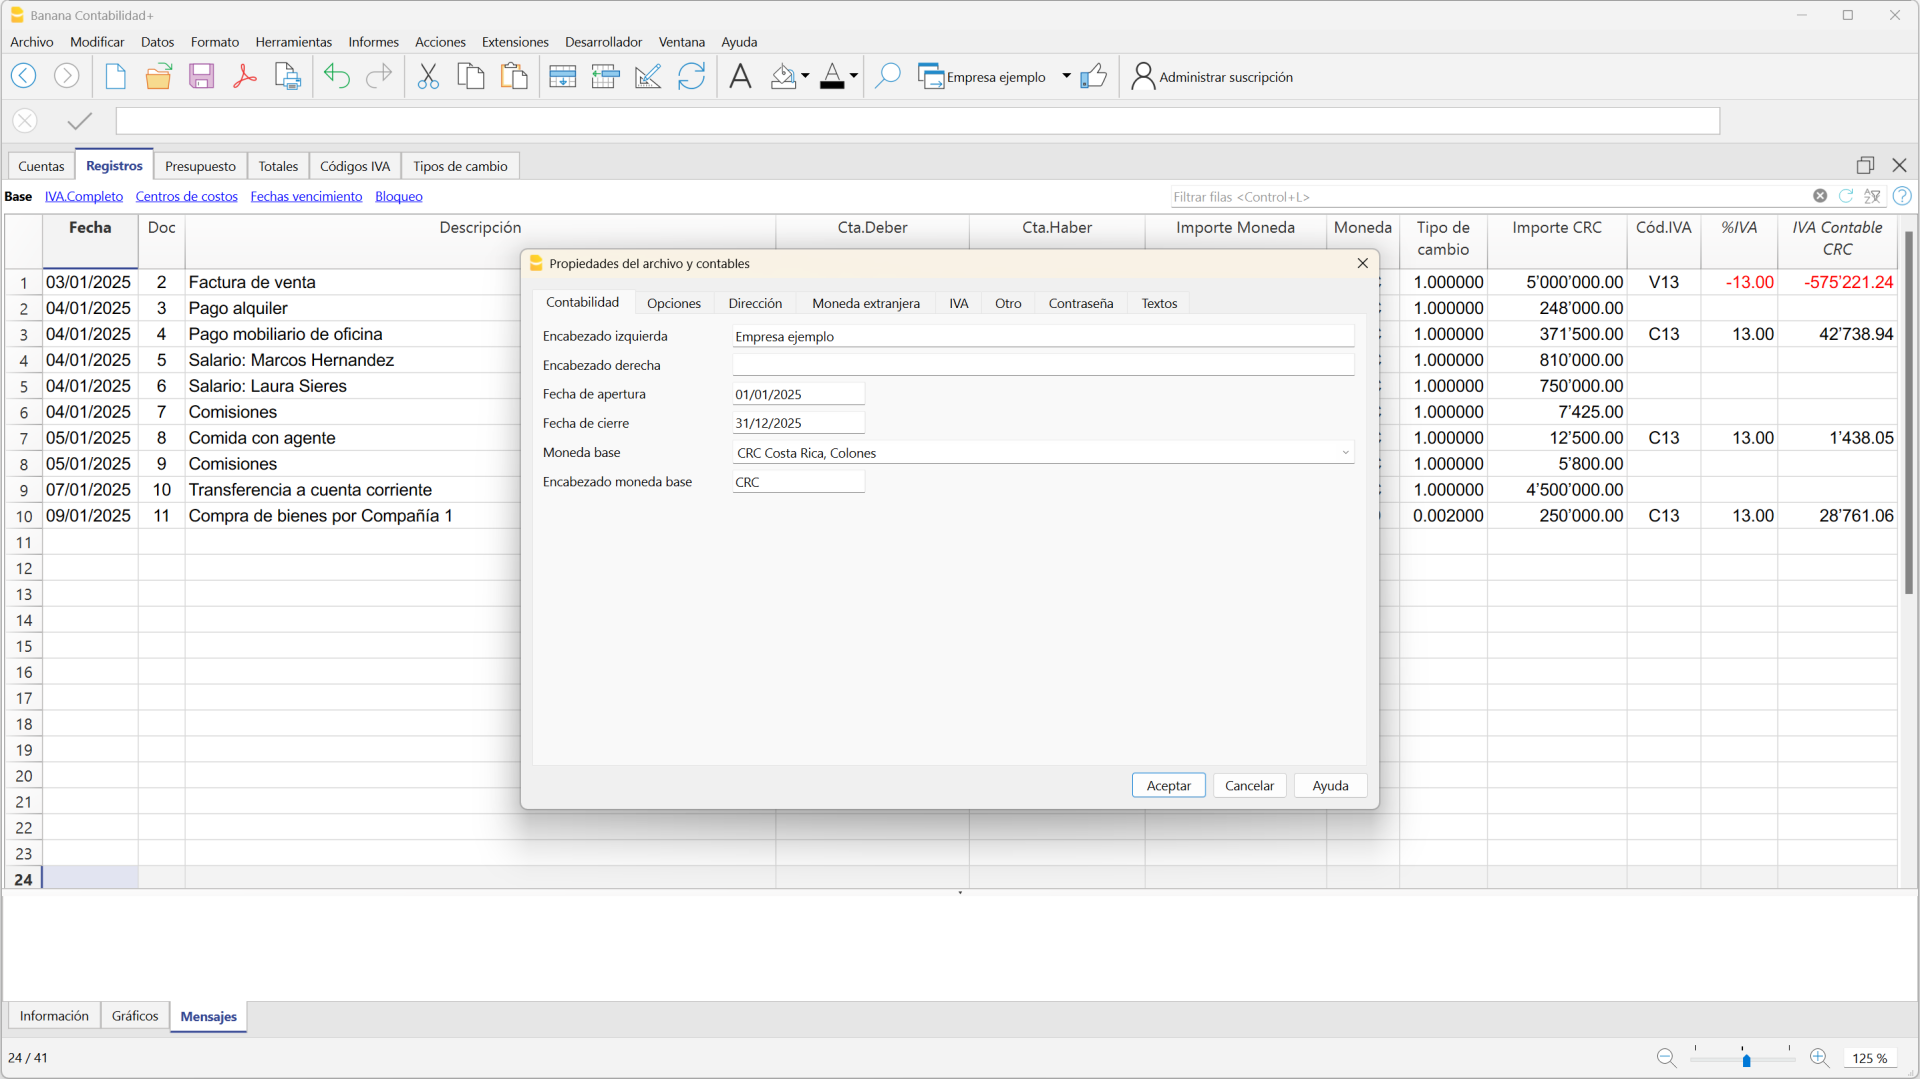 Banana Contabilidad+
Archivo Modificar Datos Formato Herramientas Informes Acciones Extensiones Desarrollador Ventana Ayuda
Empresa ejemplo Administrar suscripción
Cuentas Registros Presupuesto Totales Códigos IVA Tipos de cambio
Base IVA.Completo Centros de costos Fechas vencimiento Bloqueo Filtrar filas <Control+L>
Fecha Doc Descripción Cta.Deber Cta.Haber Importe Moneda Moneda Tipo de cambio Importe CRC Cód.IVA %IVA IVA Contable CRC
1 03/01/2025 2 Factura de venta 1.000000 5'000'000.00 V13 -13.00 -575'221.24
2 04/01/2025 3 Pago alquiler 1.000000 248'000.00
3 04/01/2025 4 Pago mobiliario de oficina 1.000000 371'500.00 C13 13.00 42'738.94
4 04/01/2025 5 Salario: Marcos Hernandez 1.000000 810'000.00
5 04/01/2025 6 Salario: Laura Sieres 1.000000 750'000.00
6 04/01/2025 7 Comisiones 1.000000 7'425.00
7 05/01/2025 8 Comida con agente 1.000000 12'500.00 C13 13.00 1'438.05
8 05/01/2025 9 Comisiones 1.000000 5'800.00
9 07/01/2025 10 Transferencia a cuenta corriente 1.000000 4'500'000.00
10 09/01/2025 11 Compra de bienes por Compañía 1 0.002000 250'000.00 C13 13.00 28'761.06
11
12
13
14
15
16
17
18
19
20
21
22
23
24
Propiedades del archivo y contables
Contabilidad Opciones Dirección Moneda extranjera IVA Otro Contraseña Textos
Encabezado izquierda Empresa ejemplo
Encabezado derecha
Fecha de apertura 01/01/2025
Fecha de cierre 31/12/2025
Moneda base CRC Costa Rica, Colones
Encabezado moneda base CRC
Aceptar Cancelar Ayuda
Información Gráficos Mensajes
24 / 41 125 %